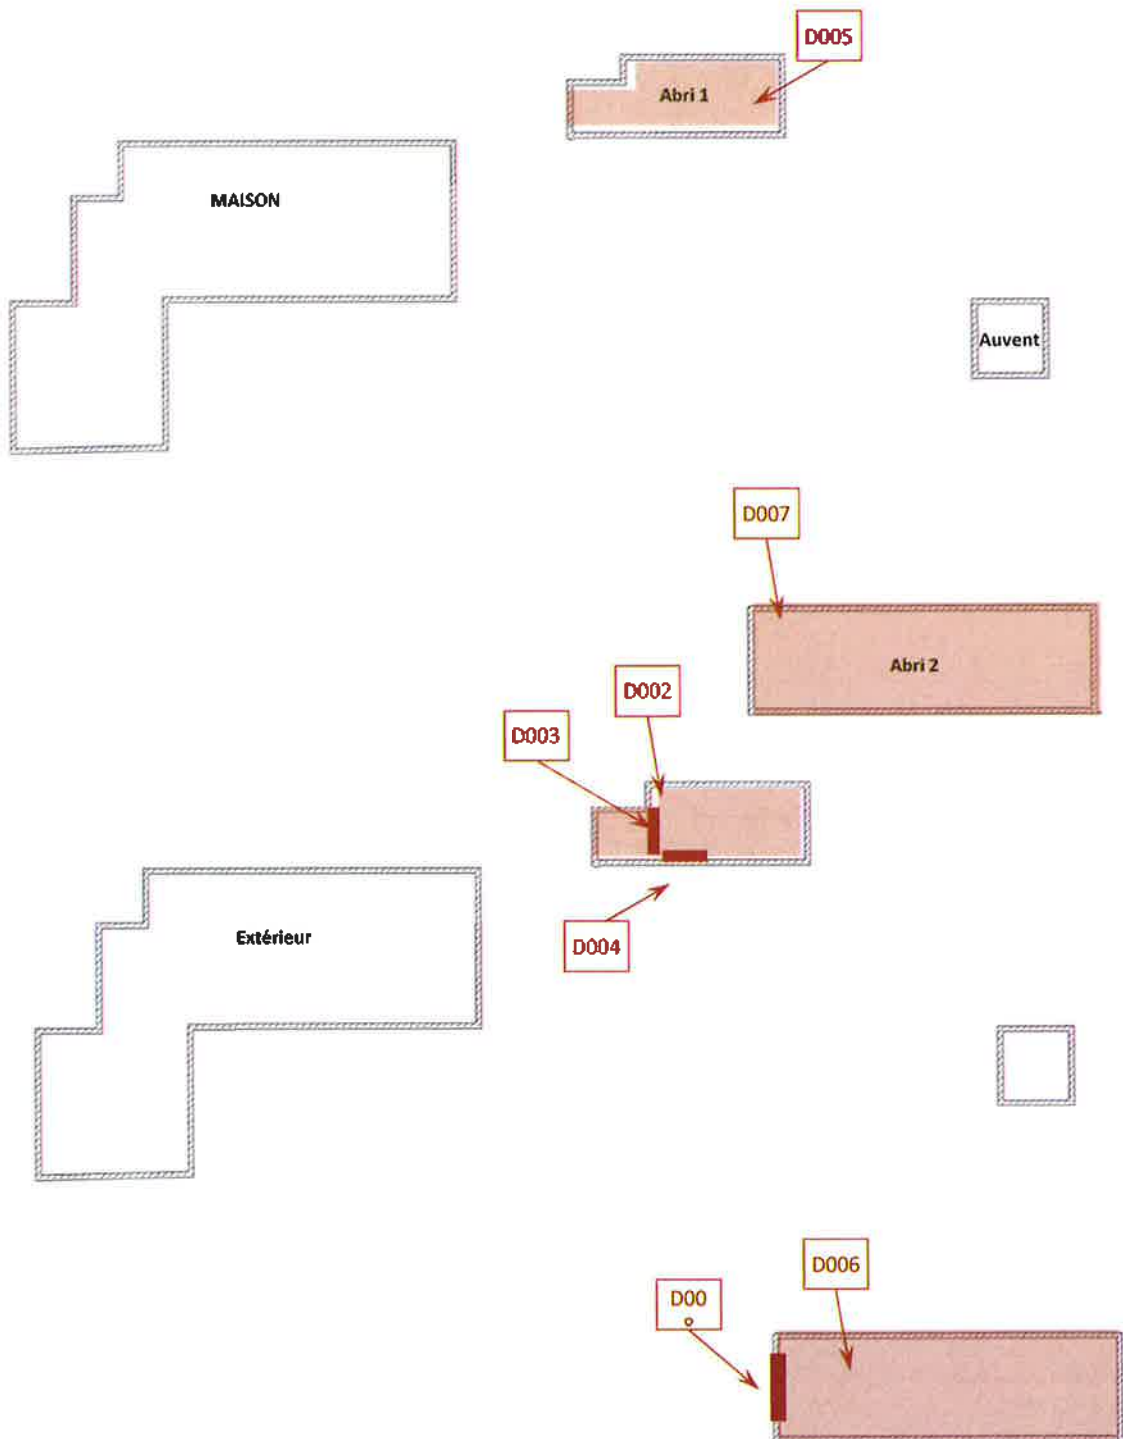 D005
Abri 1
MAISON
Auvent
D007
Abri 2
D002
D003
Extérieur
D004
D006
D00